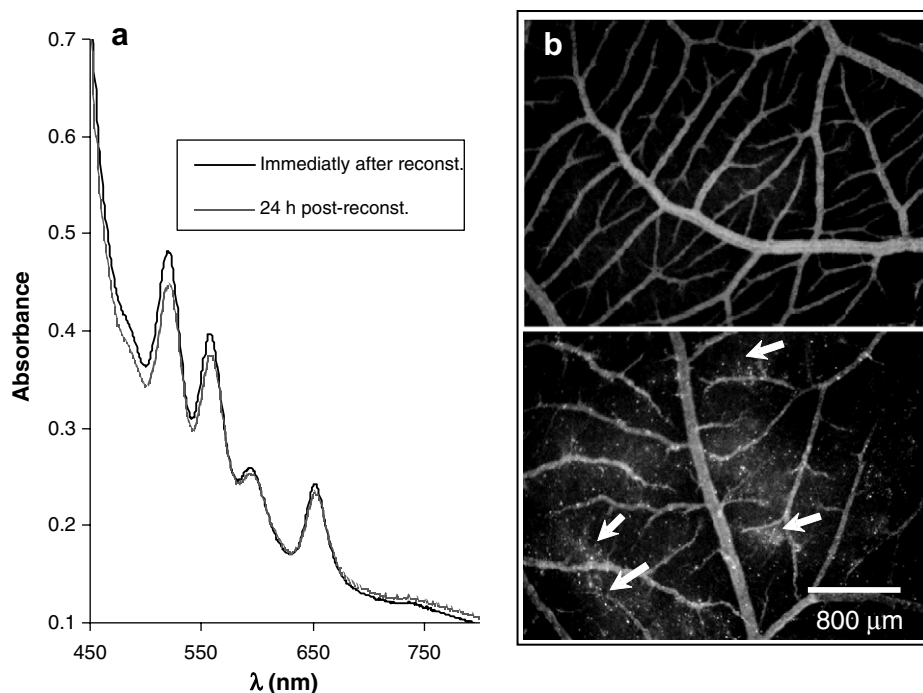 a
0.7
0.6
0.5
0.4
0.3
0.2
0.1
Absorbance
Immediatly after reconst.
24 h post-reconst.
450
550
650
750
λ (nm)
b
800 μm